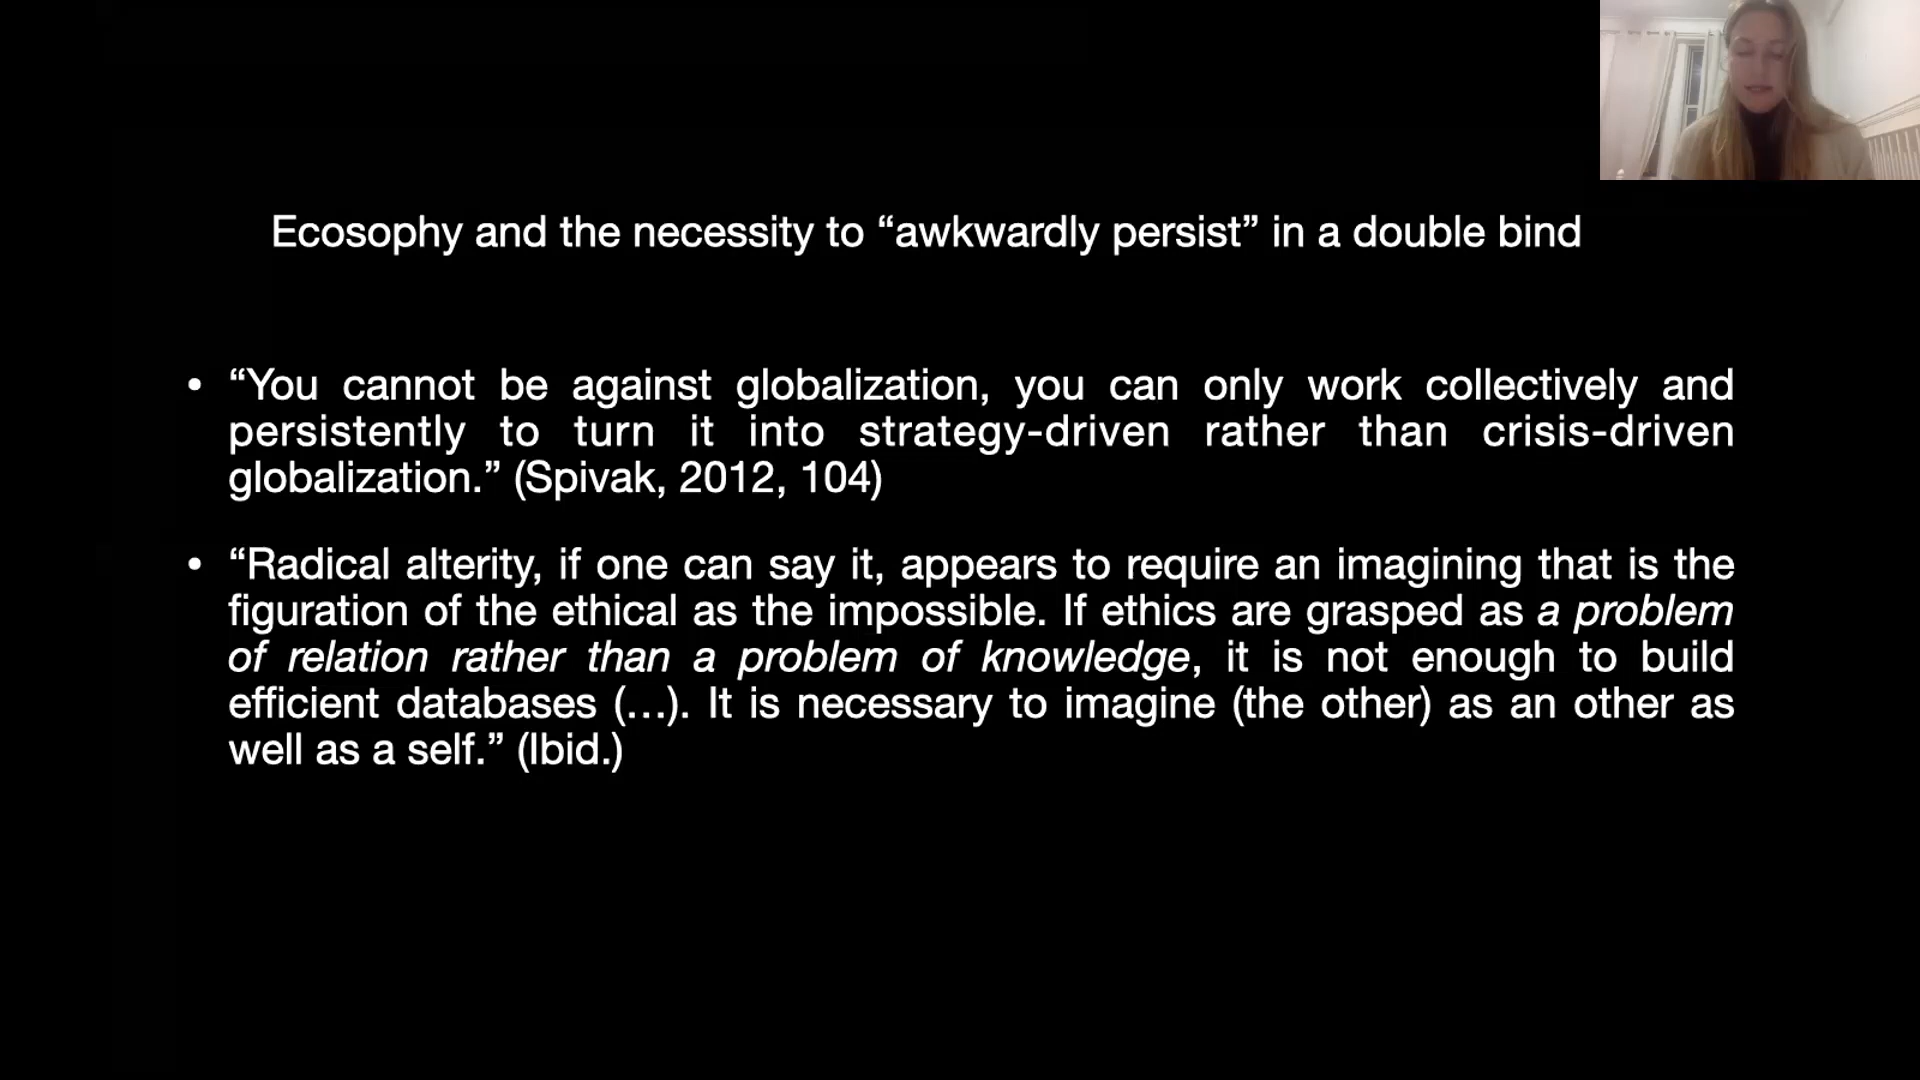 Ecosophy and the necessity to “awkwardly persist” in a double bind
• “You cannot be against globalization, you can only work collectively and
persistently to turn it into strategy-driven rather than crisis-driven
globalization.” (Spivak, 2012, 104)
• “Radical alterity, if one can say it, appears to require an imagining that is the
figuration of the ethical as the impossible. If ethics are grasped as a problem
of relation rather than a problem of knowledge, it is not enough to build
efficient databases (…). It is necessary to imagine (the other) as an other as
well as a self.” (Ibid.)